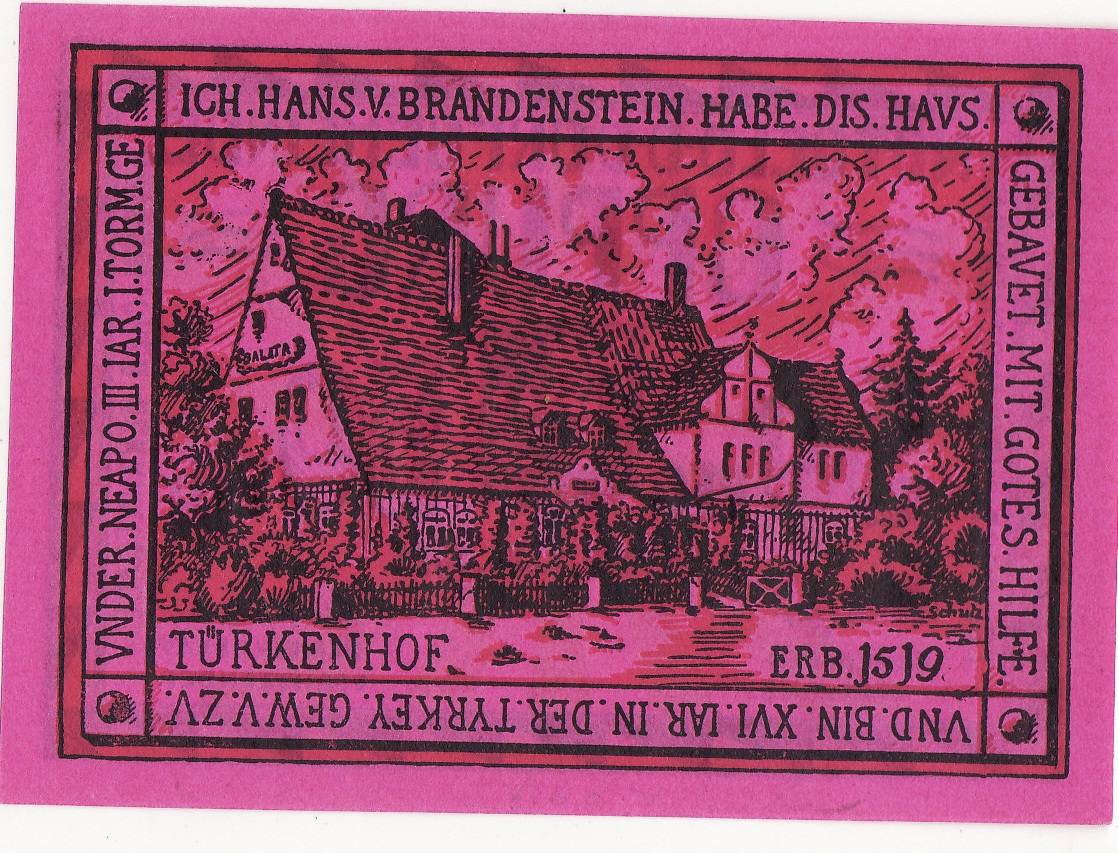 ICH.HANS.V.BRANDENSTEIN.HABE.DIS.HAVS.
GEBAVET.MIT.GOTES.HILFE.
VND.BIN.XVI.IAR.IN.DER.TYRKEY.GEW.V.ZV.
VNDER.NEAPO.III.IAR.I.TORM.GE
GALATA
TÜRKENHOF
ERB.1519
Schulz